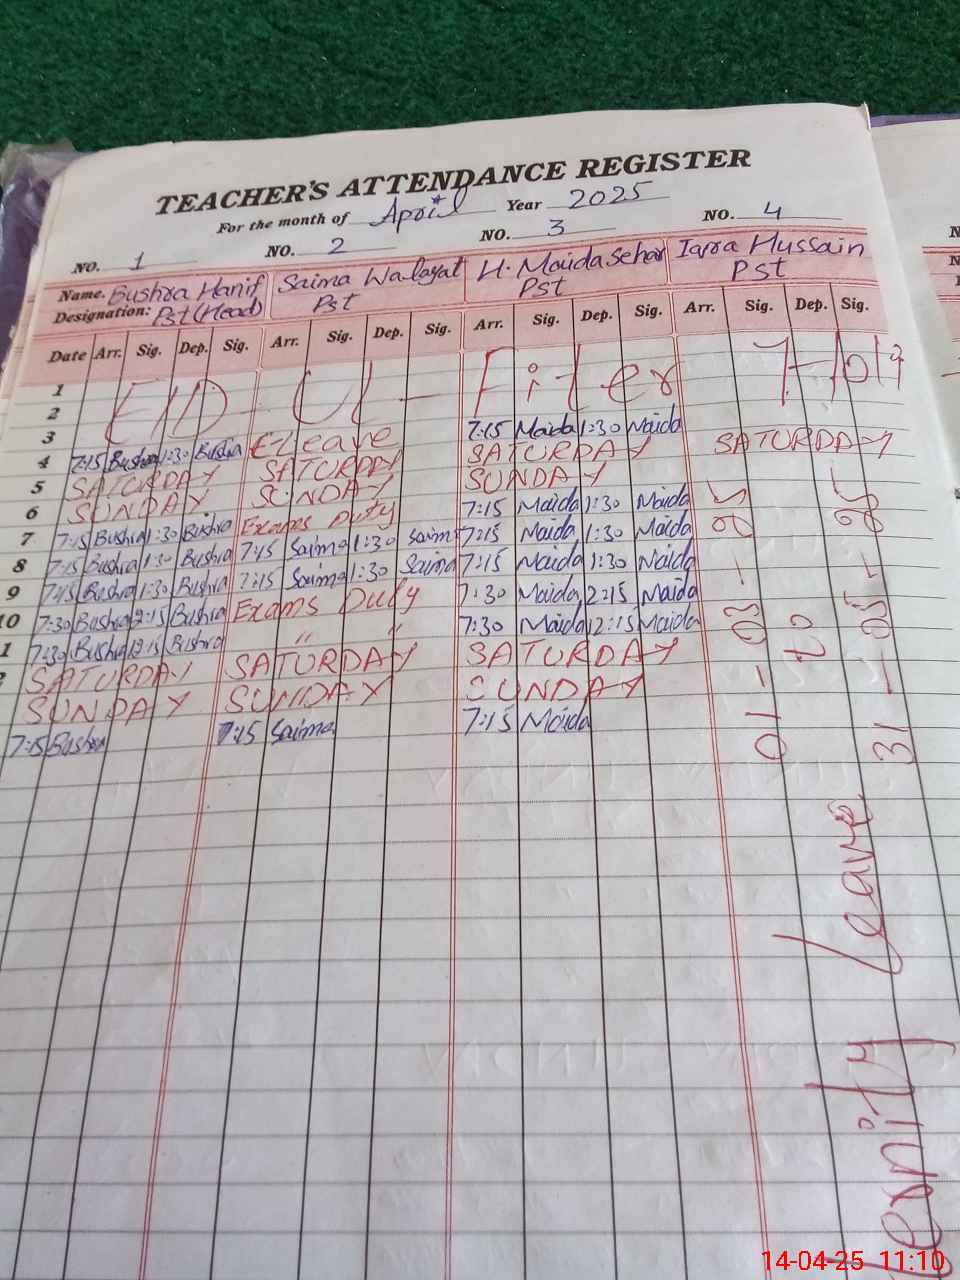 TEACHER'S ATTENDANCE REGISTER
For the month of April Year 2025
NO. 1 NO. 2 NO. 3 NO. 4
Name. Bushra Hanif Saima Walayat H. Maida Sehar Iqra Hussain
Designation: Pst (Head) Pst PST PST
Date Arr. Sig. Dep. Sig. Arr. Sig. Dep. Sig. Arr. Sig. Dep. Sig. Arr. Sig. Dep. Sig.
1
2
EID - Ul - Fiter
3 7:15 Maida 1:30 Maida
4 7:15 Bushra 1:30 Bushra E-Leave
5 SATURDAY SATURDAY SATURDAY SATURDAY
6 SUNDAY SUNDAY SUNDAY
7 7:15 Bushra 1:30 Bushra Exams Duty 7:15 Maida 1:30 Maida
8 7:15 Bushra 1:30 Bushra 7:15 Saima 1:30 Saima 7:15 Maida 1:30 Maida
9 7:15 Bushra 1:30 Bushra 7:15 Saima 1:30 Saima 7:15 Maida 1:30 Maida
10 7:30 Bushra 12:15 Bushra Exams Duty 7:30 Maida 12:15 Maida
1 7:30 Bushra 12:15 Bushra " " 7:30 Maida 12:15 Maida
SATURDAY SATURDAY SATURDAY
SUNDAY SUNDAY SUNDAY
7:15 Bushra 7:15 Saima 7:15 Maida
leave
01 - 03 - 25
to
31 - 05 - 25
14-04-25 11:10